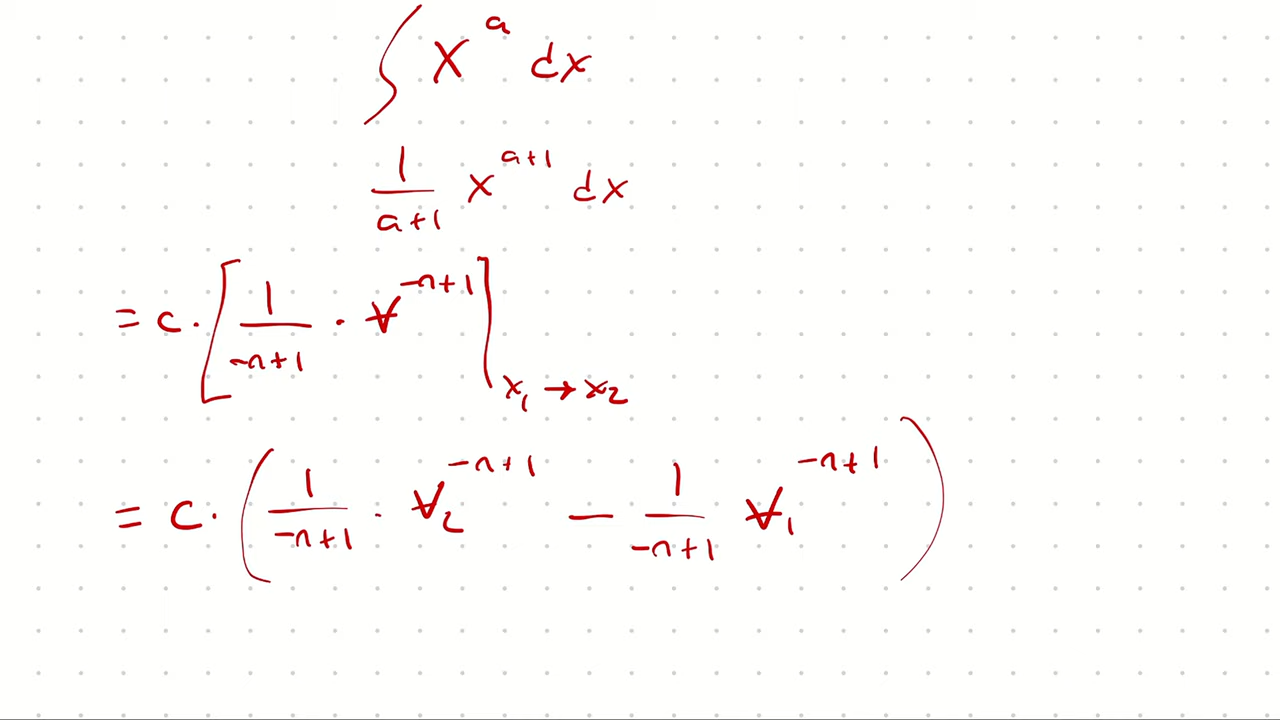 ∫ x^a dx
1/(a+1) x^(a+1) dx
= c · [1/(-n+1) · V̶^(-n+1)]_(x₁ → x₂)
= c · (1/(-n+1) · V̶₂^(-n+1) − 1/(-n+1) V̶₁^(-n+1))